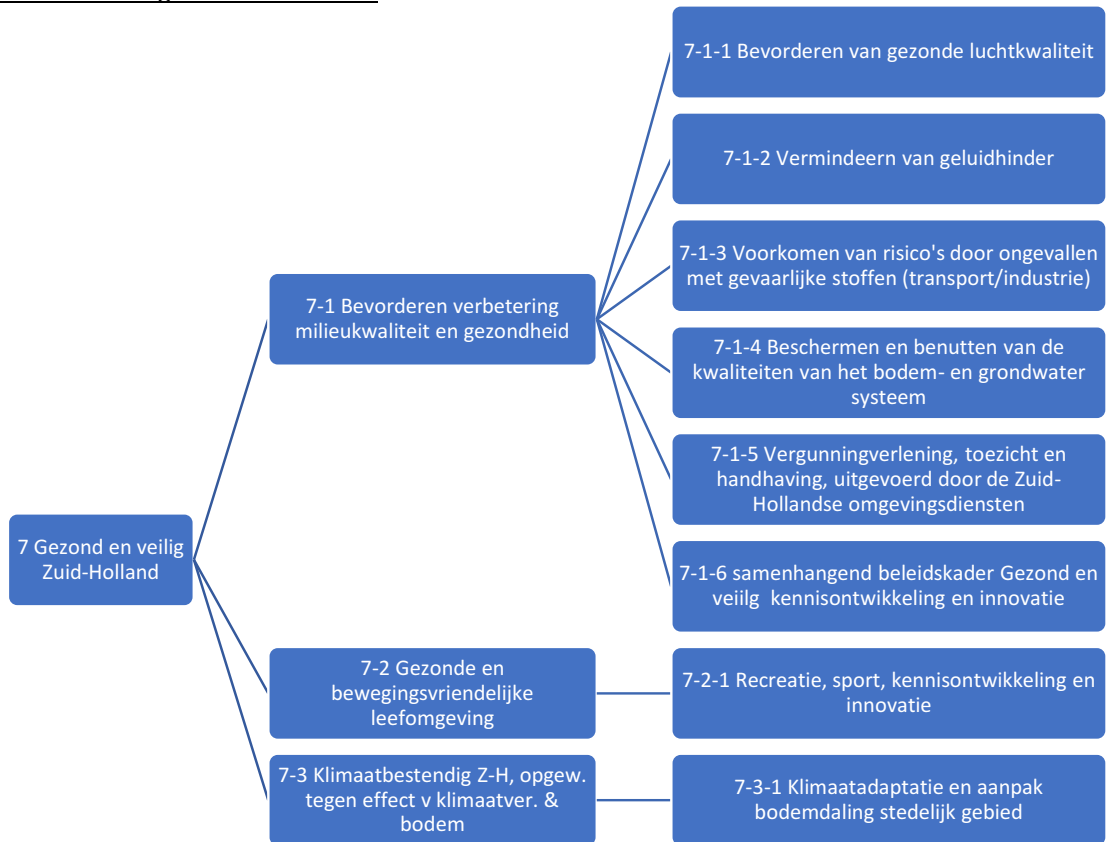 7-1-1 Bevorderen van gezonde luchtkwaliteit
7-1-2 Vermindeern van geluidhinder
7-1-3 Voorkomen van risico's door ongevallen
met gevaarlijke stoffen (transport/industrie)
7-1 Bevorderen verbetering
milieukwaliteit en gezondheid
7-1-4 Beschermen en benutten van de
kwaliteiten van het bodem- en grondwater
systeem
7-1-5 Vergunningverlening, toezicht en
handhaving, uitgevoerd door de Zuid-
Hollandse omgevingsdiensten
7 Gezond en veilig
Zuid-Holland
7-1-6 samenhangend beleidskader Gezond en
veiilg kennisontwikkeling en innovatie
7-2 Gezonde en
bewegingsvriendelijke
leefomgeving
7-2-1 Recreatie, sport, kennisontwikkeling en
innovatie
7-3 Klimaatbestendig Z-H, opgew.
tegen effect v klimaatver. &
bodem
7-3-1 Klimaatadaptatie en aanpak
bodemdaling stedelijk gebied